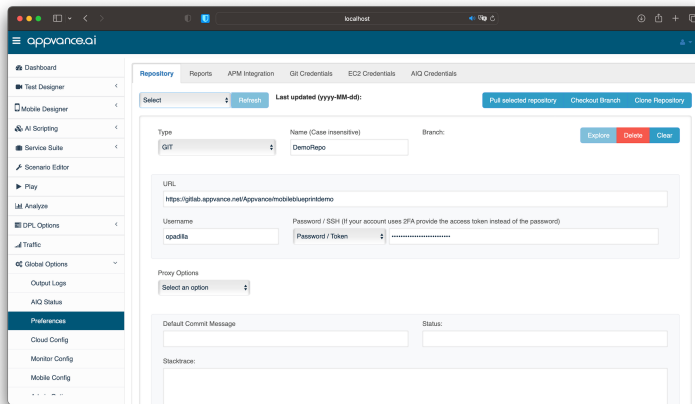 localhost
appvance.ai
Dashboard
Test Designer
Mobile Designer
AI Scripting
Service Suite
Scenario Editor
Play
Analyze
DPL Options
Traffic
Global Options
Output Logs
AIQ Status
Preferences
Cloud Config
Monitor Config
Mobile Config
Repository Reports APM Integration Git Credentials EC2 Credentials AIQ Credentials
Select Refresh Last updated (yyyy-MM-dd): Pull selected repository Checkout Branch Clone Repository
Type Name (Case insensitive) Branch: Explore Delete Clear
GIT DemoRepo
URL
https://gitlab.appvance.net/Appvance/mobileblueprintdemo
Username Password / SSH (If your account uses 2FA provide the access token instead of the password)
opadilla Password / Token
Proxy Options
Select an option
Default Commit Message Status:
Stacktrace: